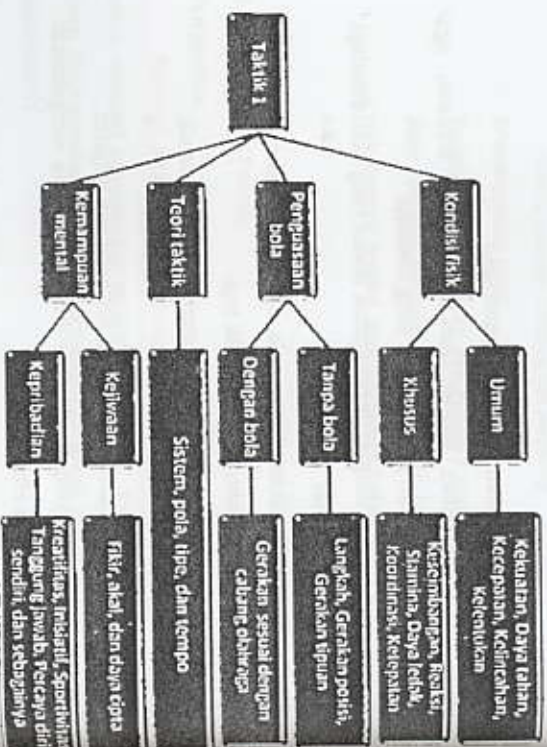 Taktik 1
Kondisi fisik
Umum
Kekuatan, Daya tahan,
Kecepatan, Kelincahan,
Kelentukan
Khusus
Keseimbangan, Reaksi,
Stamina, Daya ledak,
Koordinasi, Ketepatan
Penguasaan
bola
Tanpa bola
Langkah, Gerakan posisi,
Gerakan tipuan
Dengan bola
Gerakan sesuai dengan
cabang olahraga
Teori taktik
Sistem, pola, tipe, dan tempo
Kemampuan
mental
Kejiwaan
Fikir, akal, dan daya cipta
Kepribadian
Kreatifitas, Inisiatif, Sportivitas
Tanggung jawab, Percaya diri
sendiri, dan sebagainya